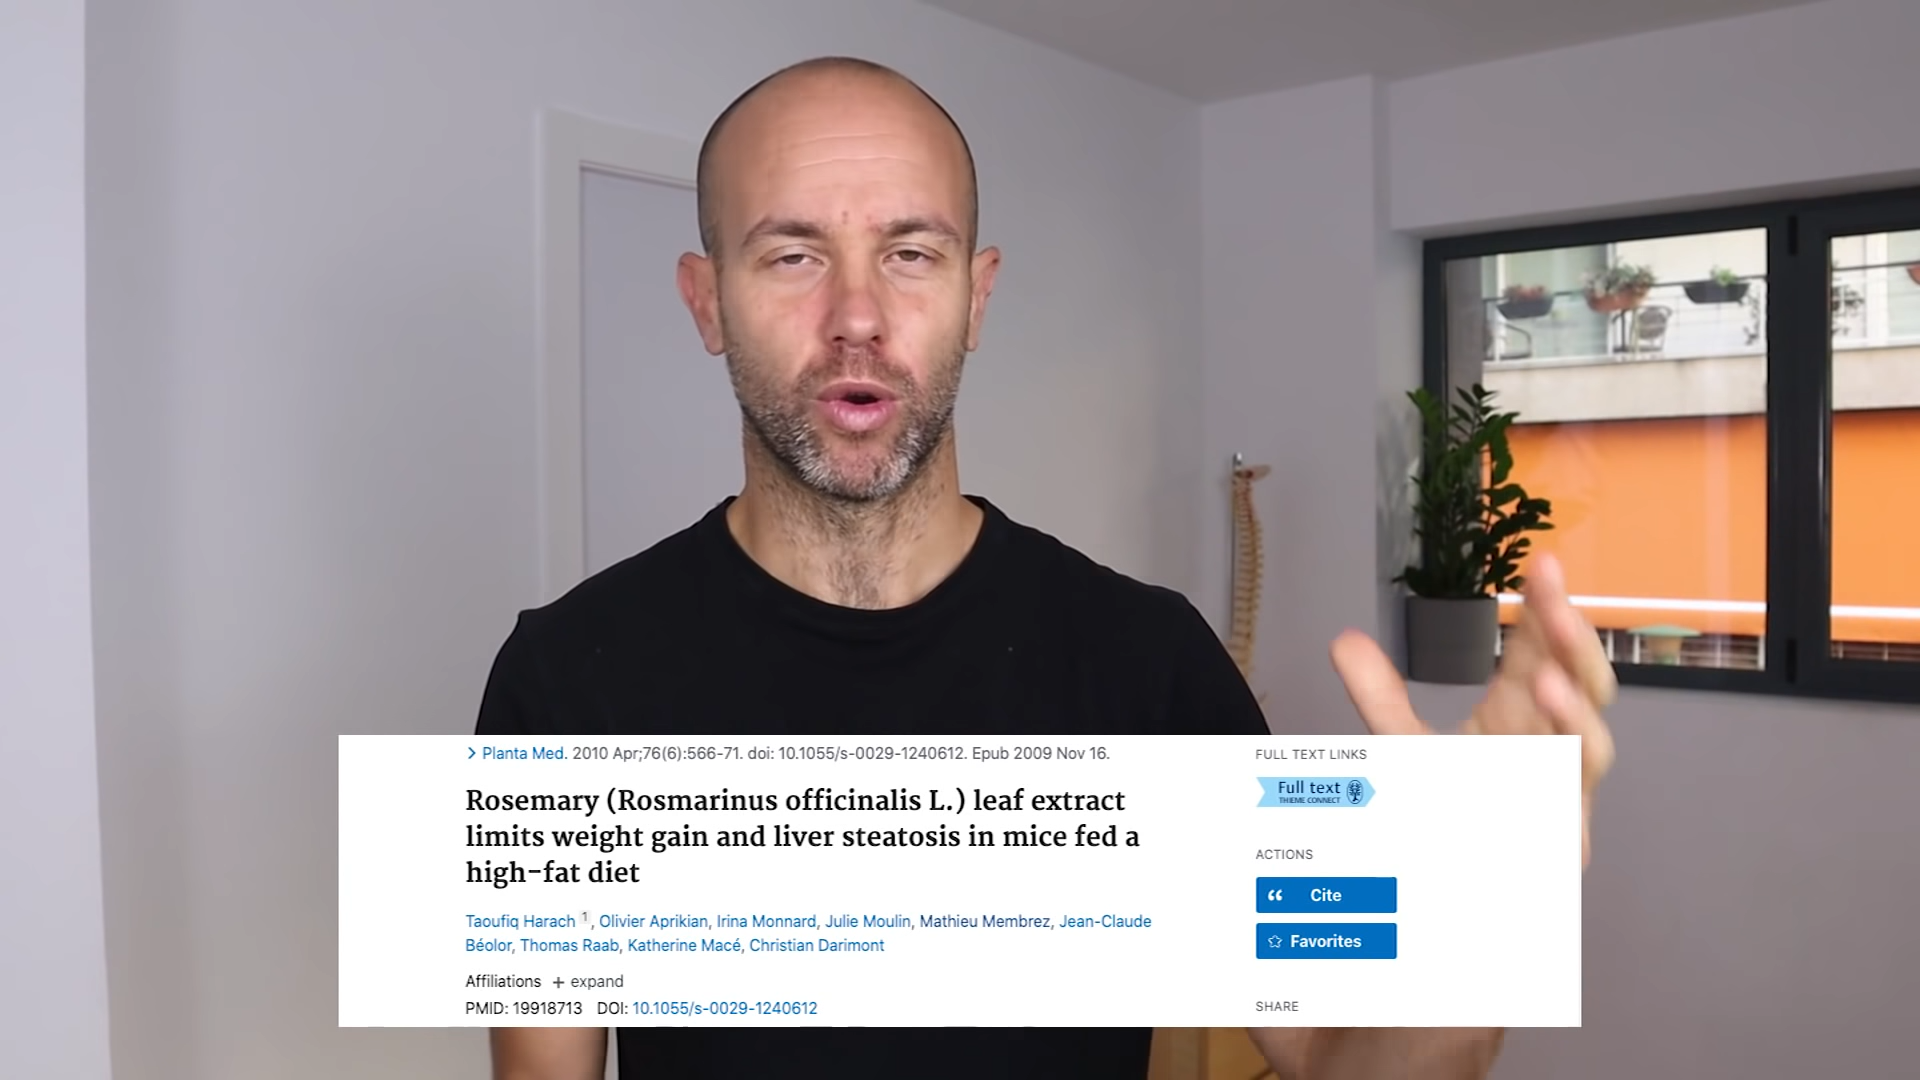 Planta Med. 2010 Apr;76(6):566-71. doi: 10.1055/s-0029-1240612. Epub 2009 Nov 16.
Rosemary (Rosmarinus officinalis L.) leaf extract
limits weight gain and liver steatosis in mice fed a
high-fat diet
Taoufiq Harach 1, Olivier Aprikian, Irina Monnard, Julie Moulin, Mathieu Membrez, Jean-Claude
Béolor, Thomas Raab, Katherine Macé, Christian Darimont
Affiliations + expand
PMID: 19918713 DOI: 10.1055/s-0029-1240612
FULL TEXT LINKS
Full text
THIEME CONNECT
ACTIONS
Cite
Favorites
SHARE